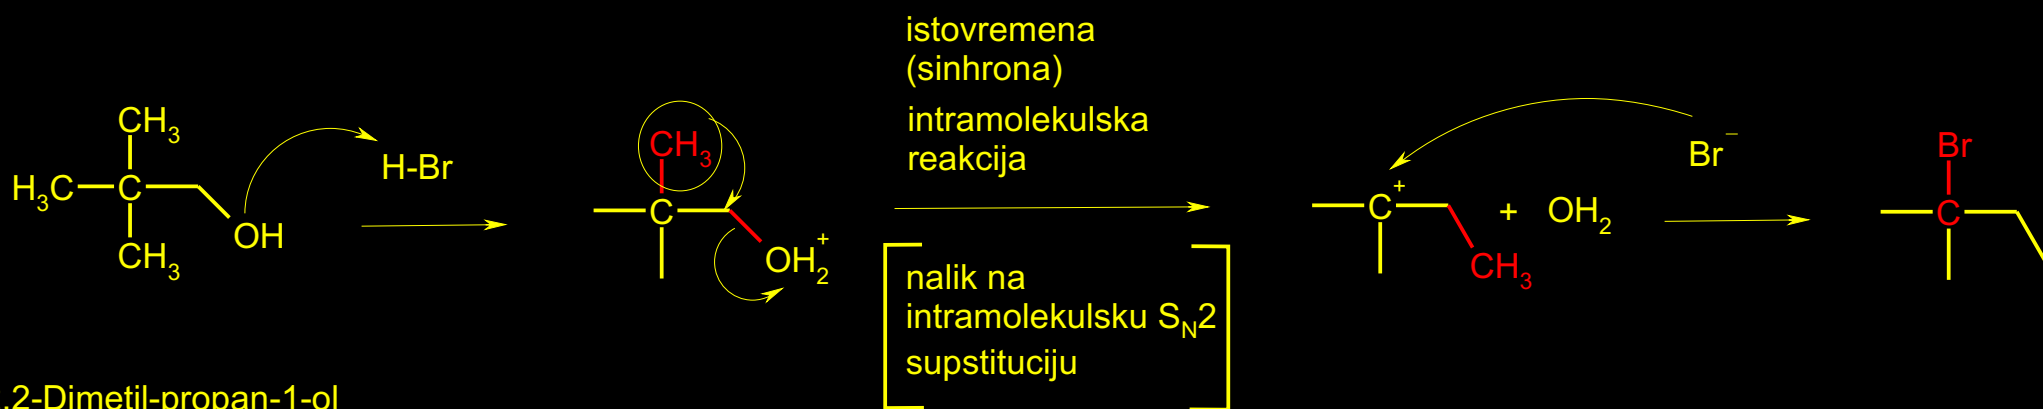 istovremena
(sinhrona)
intramolekulska
reakcija
CH3
H3C C
CH3
OH
H-Br
CH3
C
OH2+
nalik na
intramolekulsku SN2
supstituciju
C+
CH3
+ OH2
Br−
Br
C
,2-Dimetil-propan-1-ol